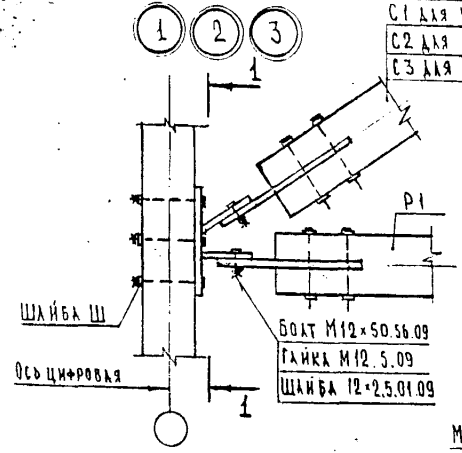 1 2 3
С1 ДЛЯ
С2 ДЛЯ
С3 ДЛЯ
1
Р1
ШАЙБА Ш
БОЛТ М12×50.56.09
ГАЙКА М12.5.09
ШАЙБА 12×2,5.01.09
ОСЬ ЦИФРОВАЯ
1
М